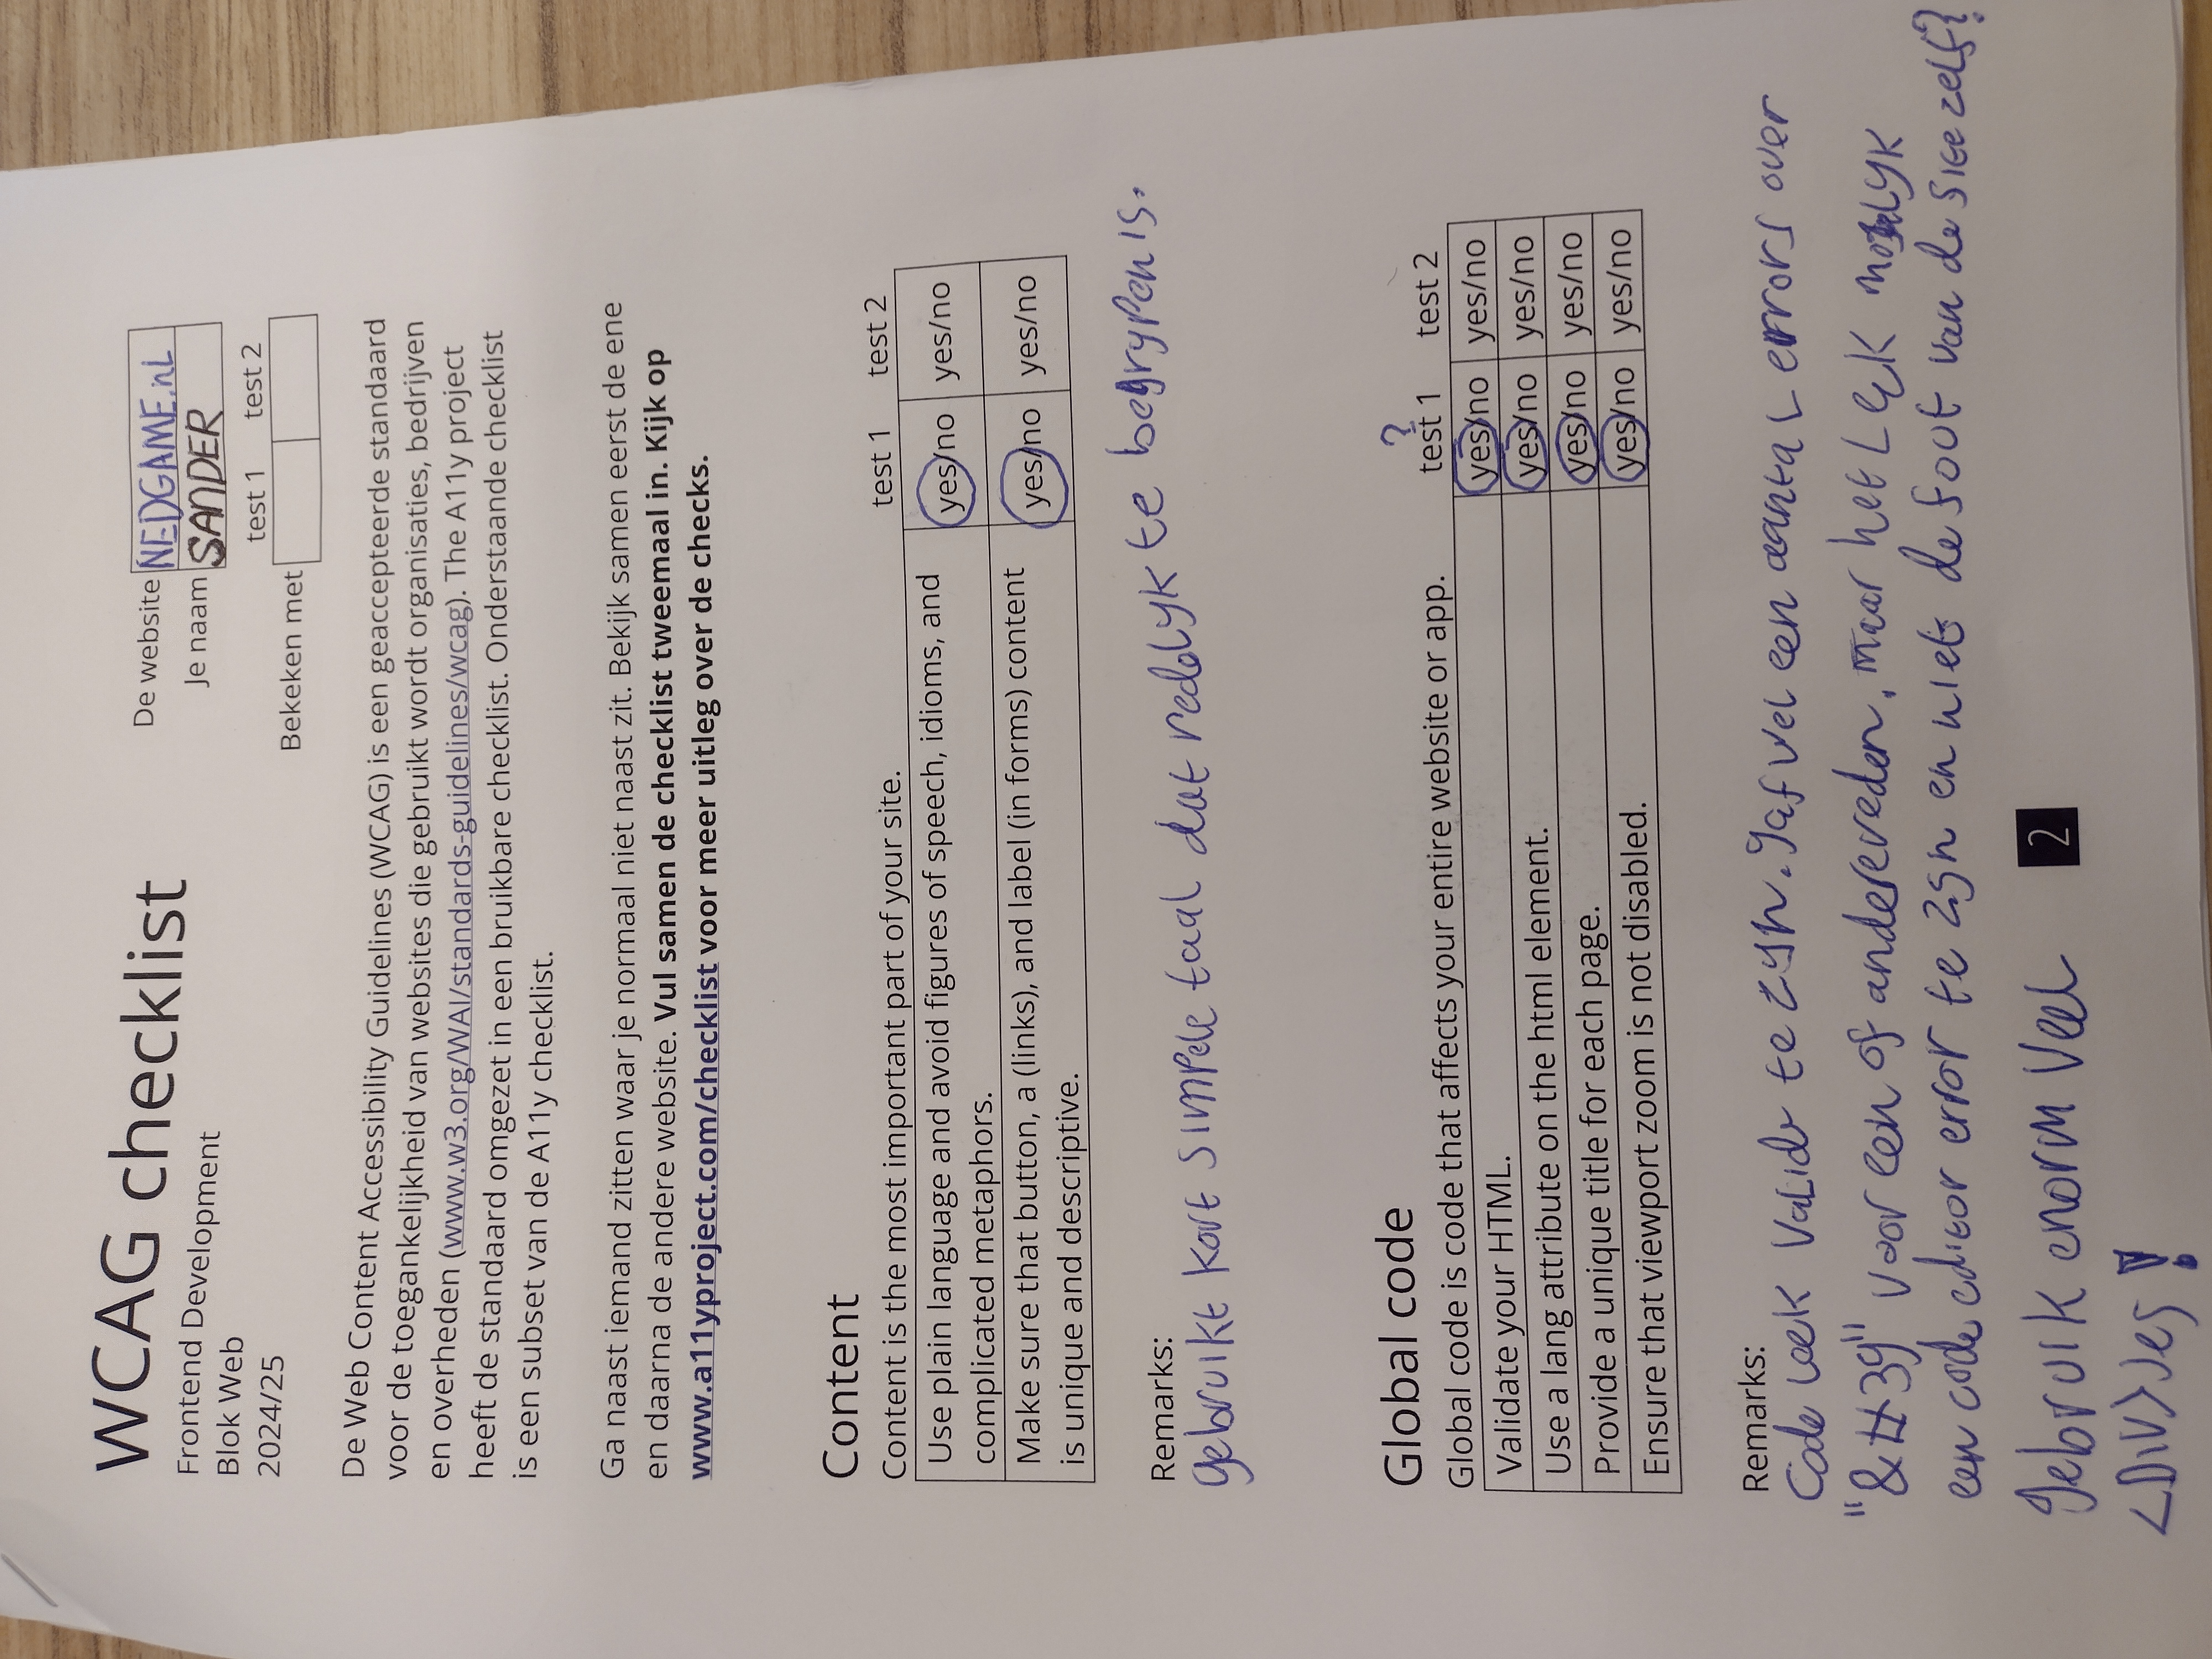 WCAG checklist
Frontend Development
Blok Web
2024/25
De website NEDGAME.nL
Je naam SANDER
test 1 test 2
Bekeken met
De Web Content Accessibility Guidelines (WCAG) is een geaccepteerde standaard
voor de toegankelijkheid van websites die gebruikt wordt organisaties, bedrijven
en overheden (www.w3.org/WAI/standards-guidelines/wcag). The A11y project
heeft de standaard omgezet in een bruikbare checklist. Onderstaande checklist
is een subset van de A11y checklist.
Ga naast iemand zitten waar je normaal niet naast zit. Bekijk samen eerst de ene
en daarna de andere website. Vul samen de checklist tweemaal in. Kijk op
www.a11yproject.com/checklist voor meer uitleg over de checks.
Content
Content is the most important part of your site. test 1 test 2
Use plain language and avoid figures of speech, idioms, and yes/no yes/no
complicated metaphors.
Make sure that button, a (links), and label (in forms) content yes/no yes/no
is unique and descriptive.
Remarks:
gebruikt kort simpele taal dat redelyk te begrypen is.
Global code
?
Global code is code that affects your entire website or app. test 1 test 2
Validate your HTML. yes/no yes/no
Use a lang attribute on the html element. yes/no yes/no
Provide a unique title for each page. yes/no yes/no
Ensure that viewport zoom is not disabled. yes/no yes/no
Remarks:
Code leek valide te zyn. gaf wel een aantal errors over
"&#39" voor een of andere reden, maar het leek
een code editor error te zyn en niet de fout van de site zelf?
gebruik enorm veel
<DIV>jes!
2